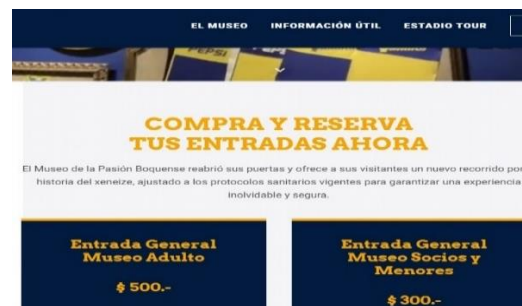 EL MUSEO INFORMACIÓN ÚTIL ESTADIO TOUR
PEPSI
COMPRA Y RESERVA
TUS ENTRADAS AHORA
El Museo de la Pasión Boquense reabrió sus puertas y ofrece a sus visitantes un nuevo recorrido por
historia del xeneize, ajustado a los protocolos sanitarios vigentes para garantizar una experiencia
inolvidable y segura.
Entrada General
Museo Adulto
$ 500.-
Entrada General
Museo Socios y
Menores
$ 300.-